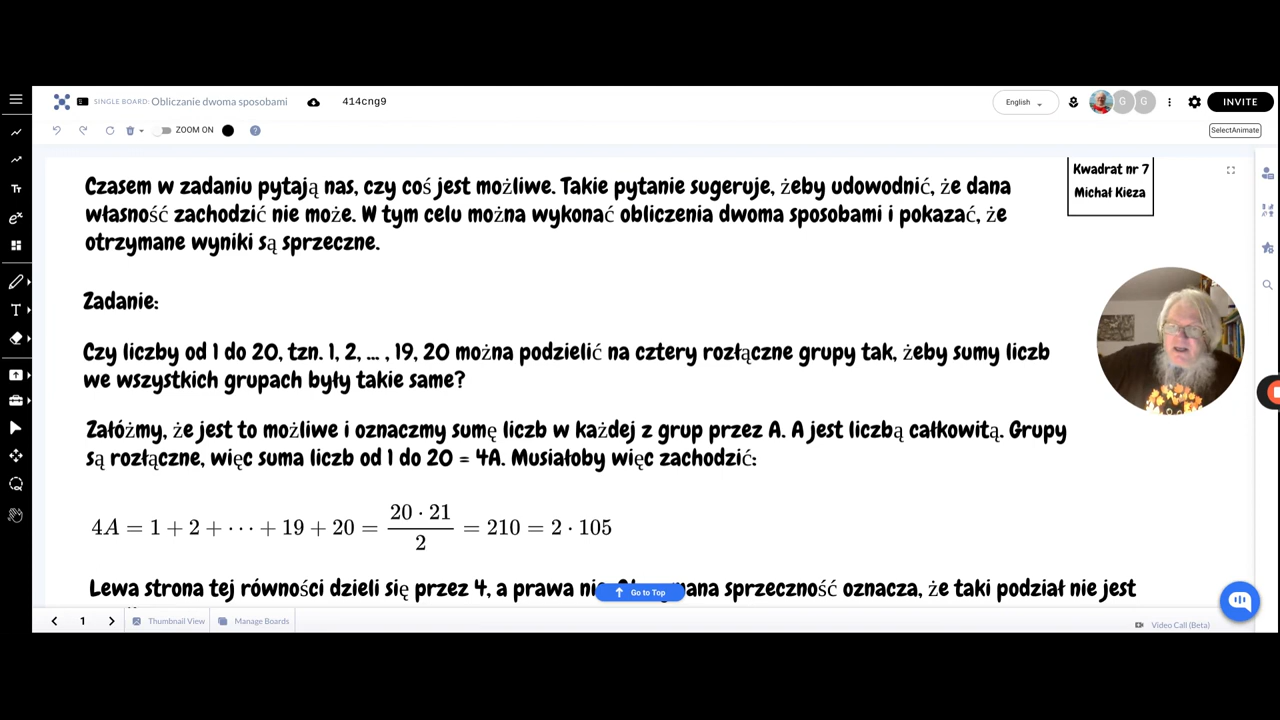 SINGLE BOARD: Obliczanie dwoma sposobami
414cng9
English
G
G
INVITE
ZOOM ON
SelectAnimate
Czasem w zadaniu pytają nas, czy coś jest możliwe. Takie pytanie sugeruje, żeby udowodnić, że dana
własność zachodzić nie może. W tym celu można wykonać obliczenia dwoma sposobami i pokazać, że
otrzymane wyniki są sprzeczne.
Kwadrat nr 7
Michał Kieza
Zadanie:
Czy liczby od 1 do 20, tzn. 1, 2, ... , 19, 20 można podzielić na cztery rozłączne grupy tak, żeby sumy liczb
we wszystkich grupach były takie same?
Załóżmy, że jest to możliwe i oznaczmy sumę liczb w każdej z grup przez A. A jest liczbą całkowitą. Grupy
są rozłączne, więc suma liczb od 1 do 20 = 4A. Musiałoby więc zachodzić:
4A = 1 + 2 + ⋯ + 19 + 20 = 20 · 21 / 2 = 210 = 2 · 105
Lewa strona tej równości dzieli się przez 4, a prawa sprzeczność oznacza, że taki podział nie jest
Go to Top
1
Thumbnail View
Manage Boards
Video Call (Beta)